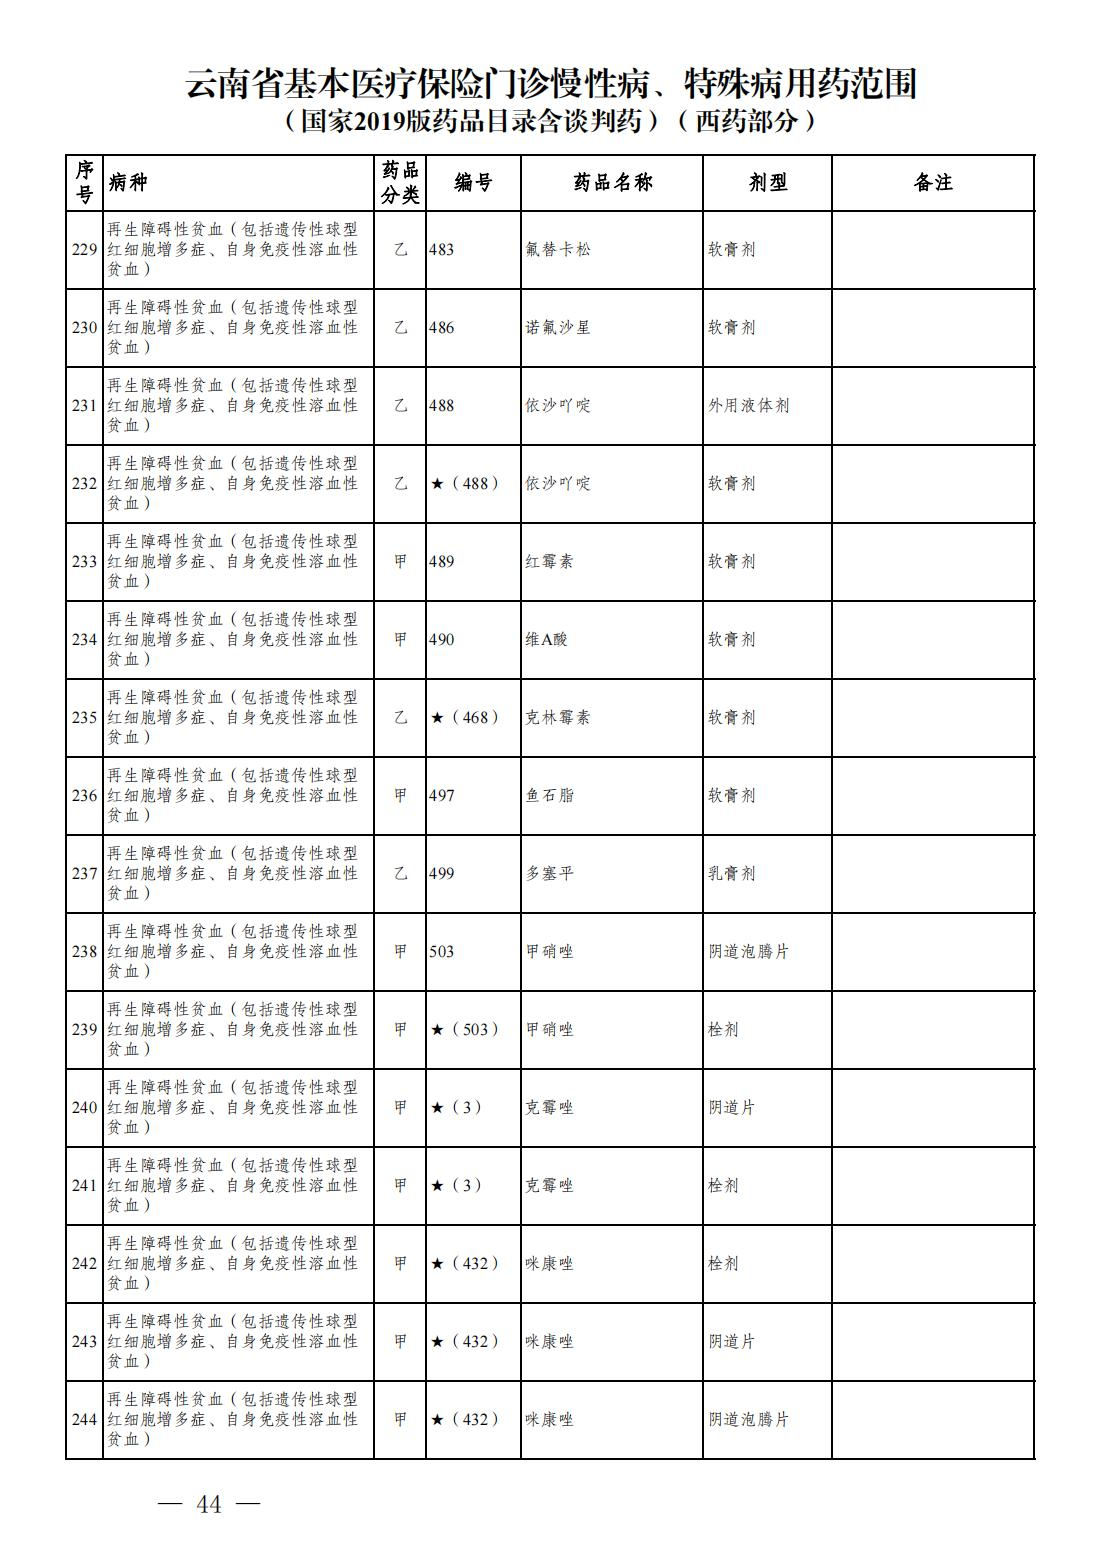 云南省基本医疗保险门诊慢性病、特殊病用药范围
（国家2019版药品目录含谈判药）（西药部分）
序号 病种 药品分类 编号 药品名称 剂型 备注
229 再生障碍性贫血（包括遗传性球型红细胞增多症、自身免疫性溶血性贫血） 乙 483 氟替卡松 软膏剂
230 再生障碍性贫血（包括遗传性球型红细胞增多症、自身免疫性溶血性贫血） 乙 486 诺氟沙星 软膏剂
231 再生障碍性贫血（包括遗传性球型红细胞增多症、自身免疫性溶血性贫血） 乙 488 依沙吖啶 外用液体剂
232 再生障碍性贫血（包括遗传性球型红细胞增多症、自身免疫性溶血性贫血） 乙 ★（488） 依沙吖啶 软膏剂
233 再生障碍性贫血（包括遗传性球型红细胞增多症、自身免疫性溶血性贫血） 甲 489 红霉素 软膏剂
234 再生障碍性贫血（包括遗传性球型红细胞增多症、自身免疫性溶血性贫血） 甲 490 维A酸 软膏剂
235 再生障碍性贫血（包括遗传性球型红细胞增多症、自身免疫性溶血性贫血） 乙 ★（468） 克林霉素 软膏剂
236 再生障碍性贫血（包括遗传性球型红细胞增多症、自身免疫性溶血性贫血） 甲 497 鱼石脂 软膏剂
237 再生障碍性贫血（包括遗传性球型红细胞增多症、自身免疫性溶血性贫血） 乙 499 多塞平 乳膏剂
238 再生障碍性贫血（包括遗传性球型红细胞增多症、自身免疫性溶血性贫血） 甲 503 甲硝唑 阴道泡腾片
239 再生障碍性贫血（包括遗传性球型红细胞增多症、自身免疫性溶血性贫血） 甲 ★（503） 甲硝唑 栓剂
240 再生障碍性贫血（包括遗传性球型红细胞增多症、自身免疫性溶血性贫血） 甲 ★（3） 克霉唑 阴道片
241 再生障碍性贫血（包括遗传性球型红细胞增多症、自身免疫性溶血性贫血） 甲 ★（3） 克霉唑 栓剂
242 再生障碍性贫血（包括遗传性球型红细胞增多症、自身免疫性溶血性贫血） 甲 ★（432） 咪康唑 栓剂
243 再生障碍性贫血（包括遗传性球型红细胞增多症、自身免疫性溶血性贫血） 甲 ★（432） 咪康唑 阴道片
244 再生障碍性贫血（包括遗传性球型红细胞增多症、自身免疫性溶血性贫血） 甲 ★（432） 咪康唑 阴道泡腾片
— 44 —